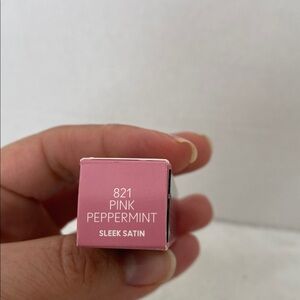 821
PINK
PEPPERMINT
SLEEK SATIN